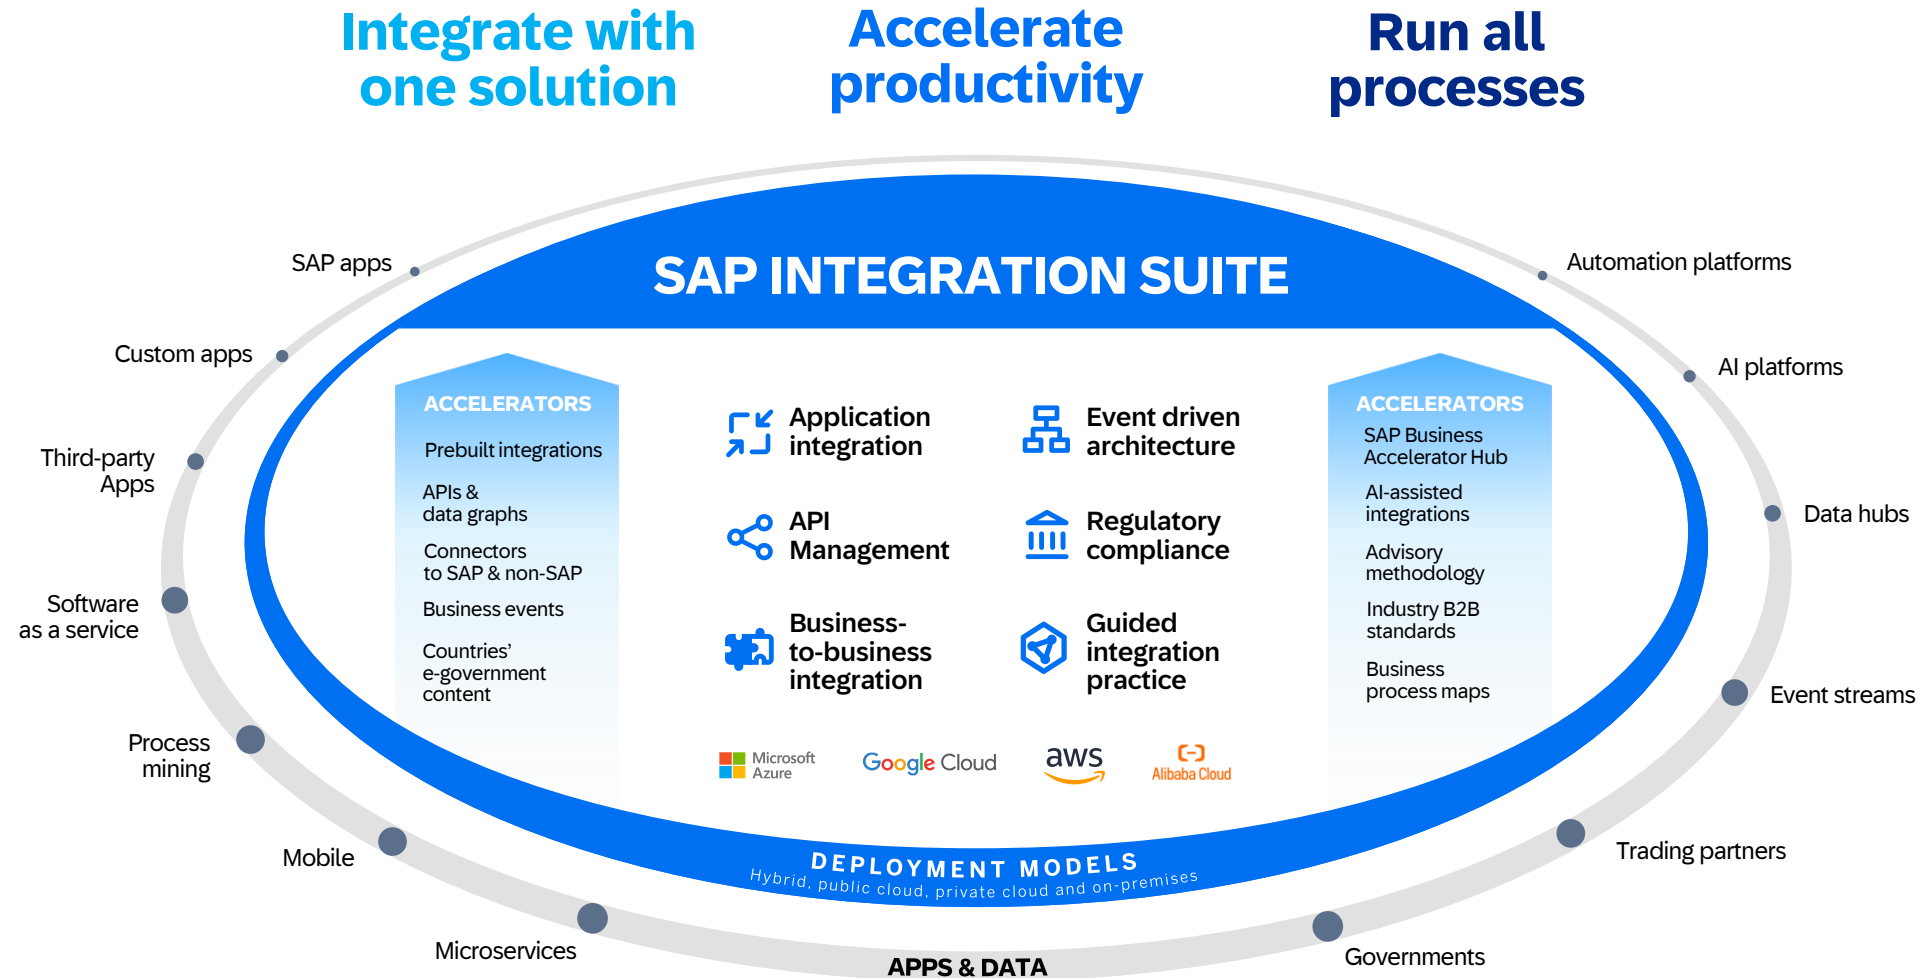 Integrate with
one solution
Accelerate
productivity
Run all
processes
SAP INTEGRATION SUITE
SAP apps
Custom apps
Third-party
Apps
Software
as a service
Process
mining
Mobile
Microservices
ACCELERATORS
Prebuilt integrations
APIs &
data graphs
Connectors
to SAP & non-SAP
Business events
Countries’
e-government
content
Application
integration
API
Management
Business-
to-business
integration
Event driven
architecture
Regulatory
compliance
Guided
integration
practice
Microsoft
Azure
Google Cloud
aws
Alibaba Cloud
ACCELERATORS
SAP Business
Accelerator Hub
AI-assisted
integrations
Advisory
methodology
Industry B2B
standards
Business
process maps
Automation platforms
AI platforms
Data hubs
Event streams
Trading partners
Governments
DEPLOYMENT MODELS
Hybrid, public cloud, private cloud and on-premises
APPS & DATA